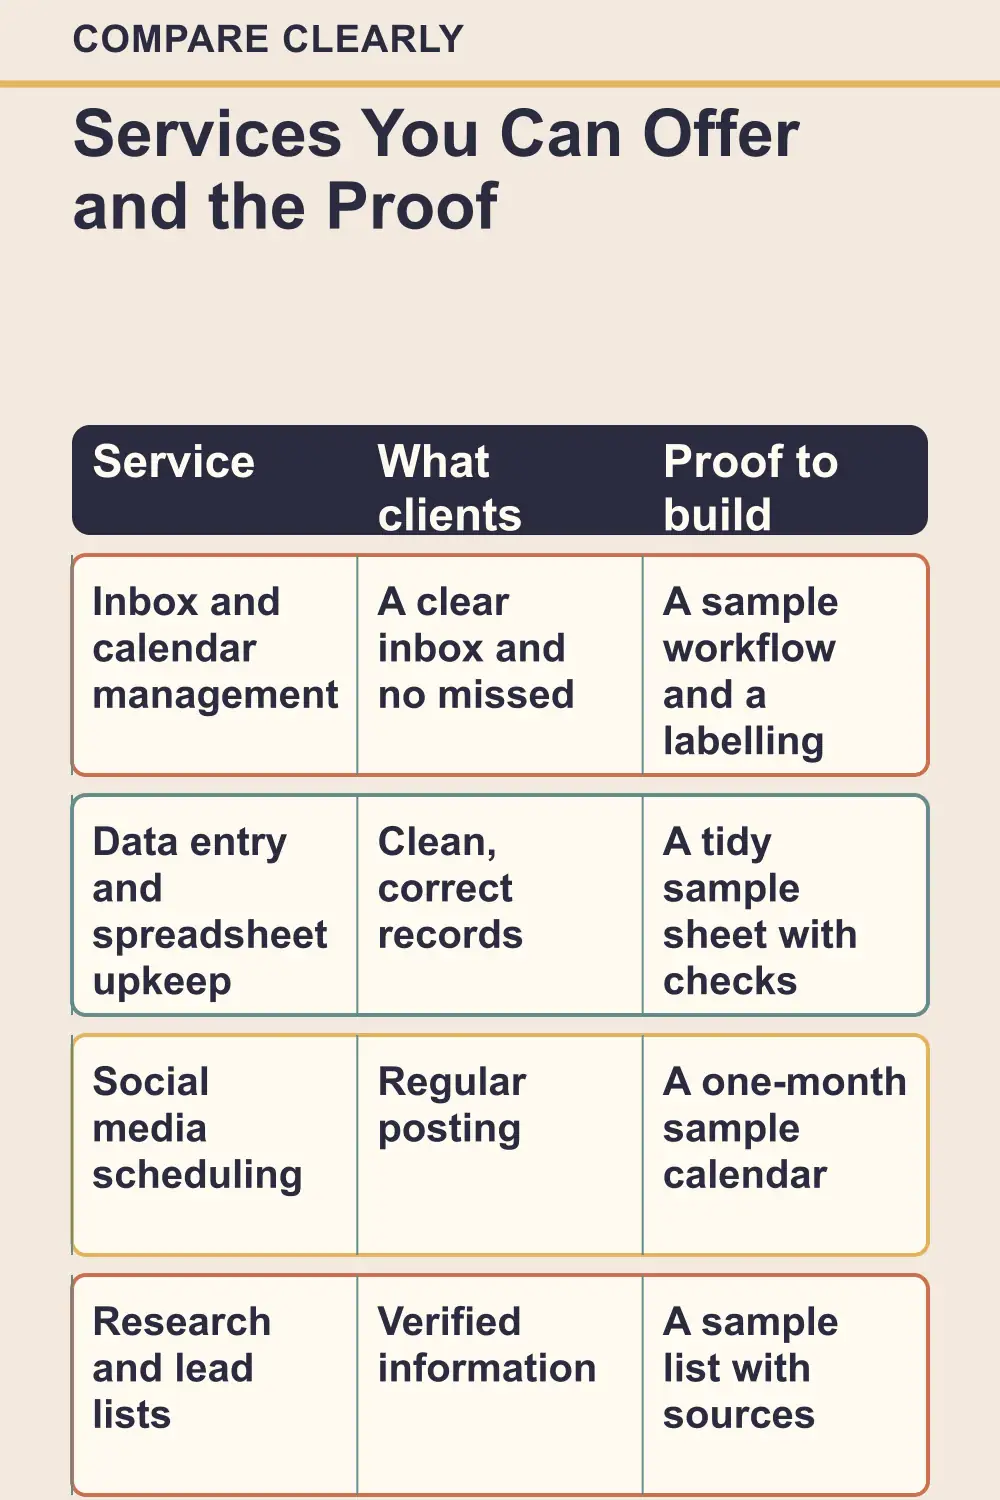 COMPARE CLEARLY
Services You Can Offer
and the Proof
Service
What
clients
Proof to
build
Inbox and
calendar
management
A clear
inbox and
no missed
A sample
workflow
and a
labelling
Data entry
and
spreadsheet
upkeep
Clean,
correct
records
A tidy
sample
sheet with
checks
Social
media
scheduling
Regular
posting
A one-month
sample
calendar
Research
and lead
lists
Verified
information
A sample
list with
sources